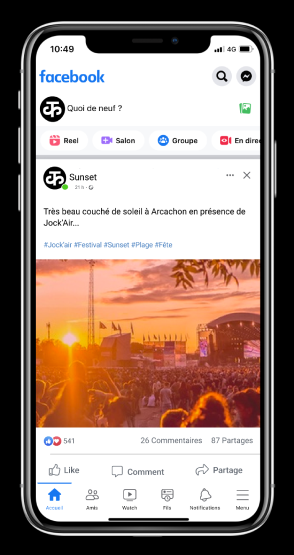 10:49
4G
facebook
Quoi de neuf ?
Reel
Salon
Groupe
En direc
Sunset
21 h
Très beau couché de soleil à Arcachon en présence de
Jock'Air...
#Jock'air #Festival #Sunset #Plage #Fête
541
26 Commentaires
87 Partages
Like
Comment
Partage
Accueil
Amis
Watch
Fils
Notifications
Menu